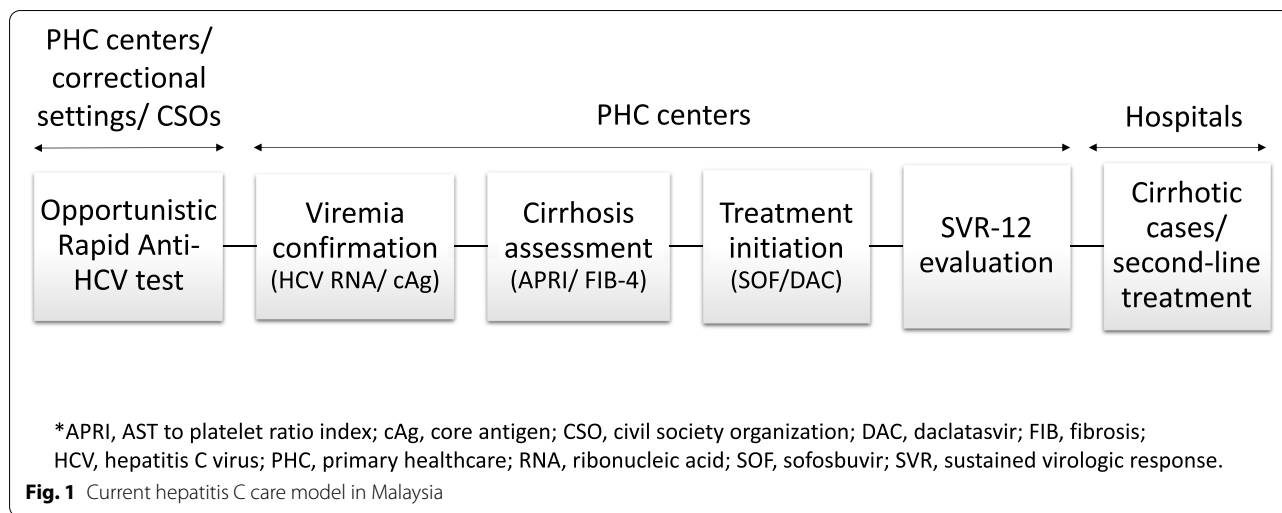 PHC centers/
correctional
settings/ CSOs
PHC centers
Hospitals
Opportunistic
Rapid Anti-
HCV test
Viremia
confirmation
(HCV RNA/ cAg)
Cirrhosis
assessment
(APRI/ FIB-4)
Treatment
initiation
(SOF/DAC)
SVR-12
evaluation
Cirrhotic
cases/
second-line
treatment
*APRI, AST to platelet ratio index; cAg, core antigen; CSO, civil society organization; DAC, daclatasvir; FIB, fibrosis;
HCV, hepatitis C virus; PHC, primary healthcare; RNA, ribonucleic acid; SOF, sofosbuvir; SVR, sustained virologic response.
Fig. 1 Current hepatitis C care model in Malaysia